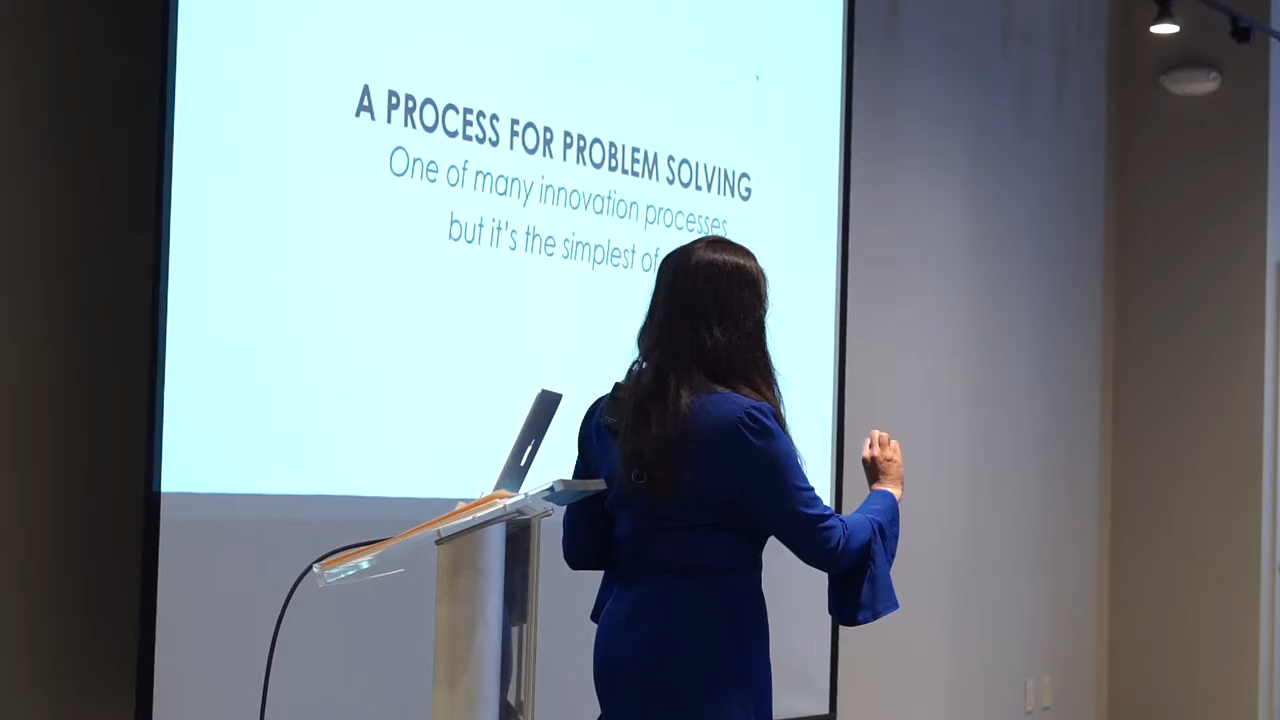 A PROCESS FOR PROBLEM SOLVING
One of many innovation processes
but it's the simplest of